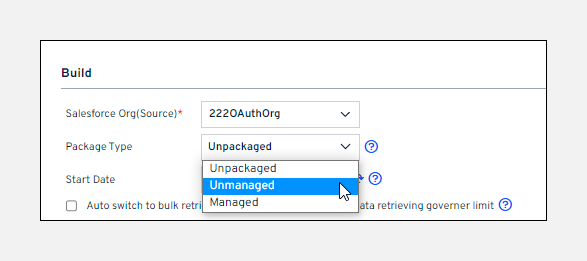 Build
Salesforce Org(Source)*
222OAuthOrg
Package Type
Unpackaged
Unpackaged
Start Date
Unmanaged
Managed
Auto switch to bulk retri ata retrieving governer limit